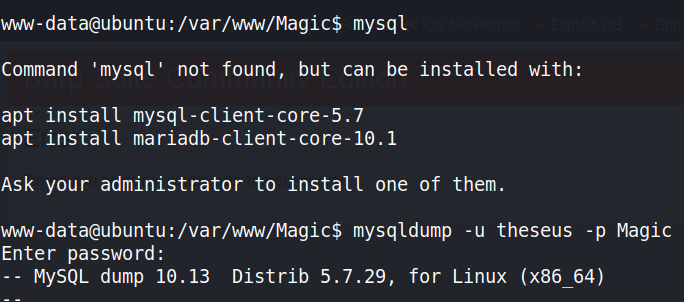 www-data@ubuntu:/var/www/Magic$ mysql
Command 'mysql' not found, but can be installed with:
apt install mysql-client-core-5.7
apt install mariadb-client-core-10.1
Ask your administrator to install one of them.
www-data@ubuntu:/var/www/Magic$ mysqldump -u theseus -p Magic
Enter password:
-- MySQL dump 10.13  Distrib 5.7.29, for Linux (x86_64)
--